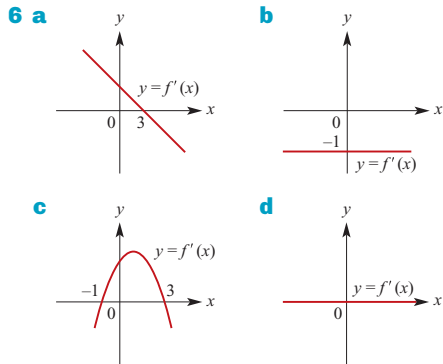 6 a
y
y = f′(x)
0 3 x
b
y
0 x
−1
y = f′(x)
c
y
y = f′(x)
−1 3 x
0
d
y
y = f′(x)
0 x